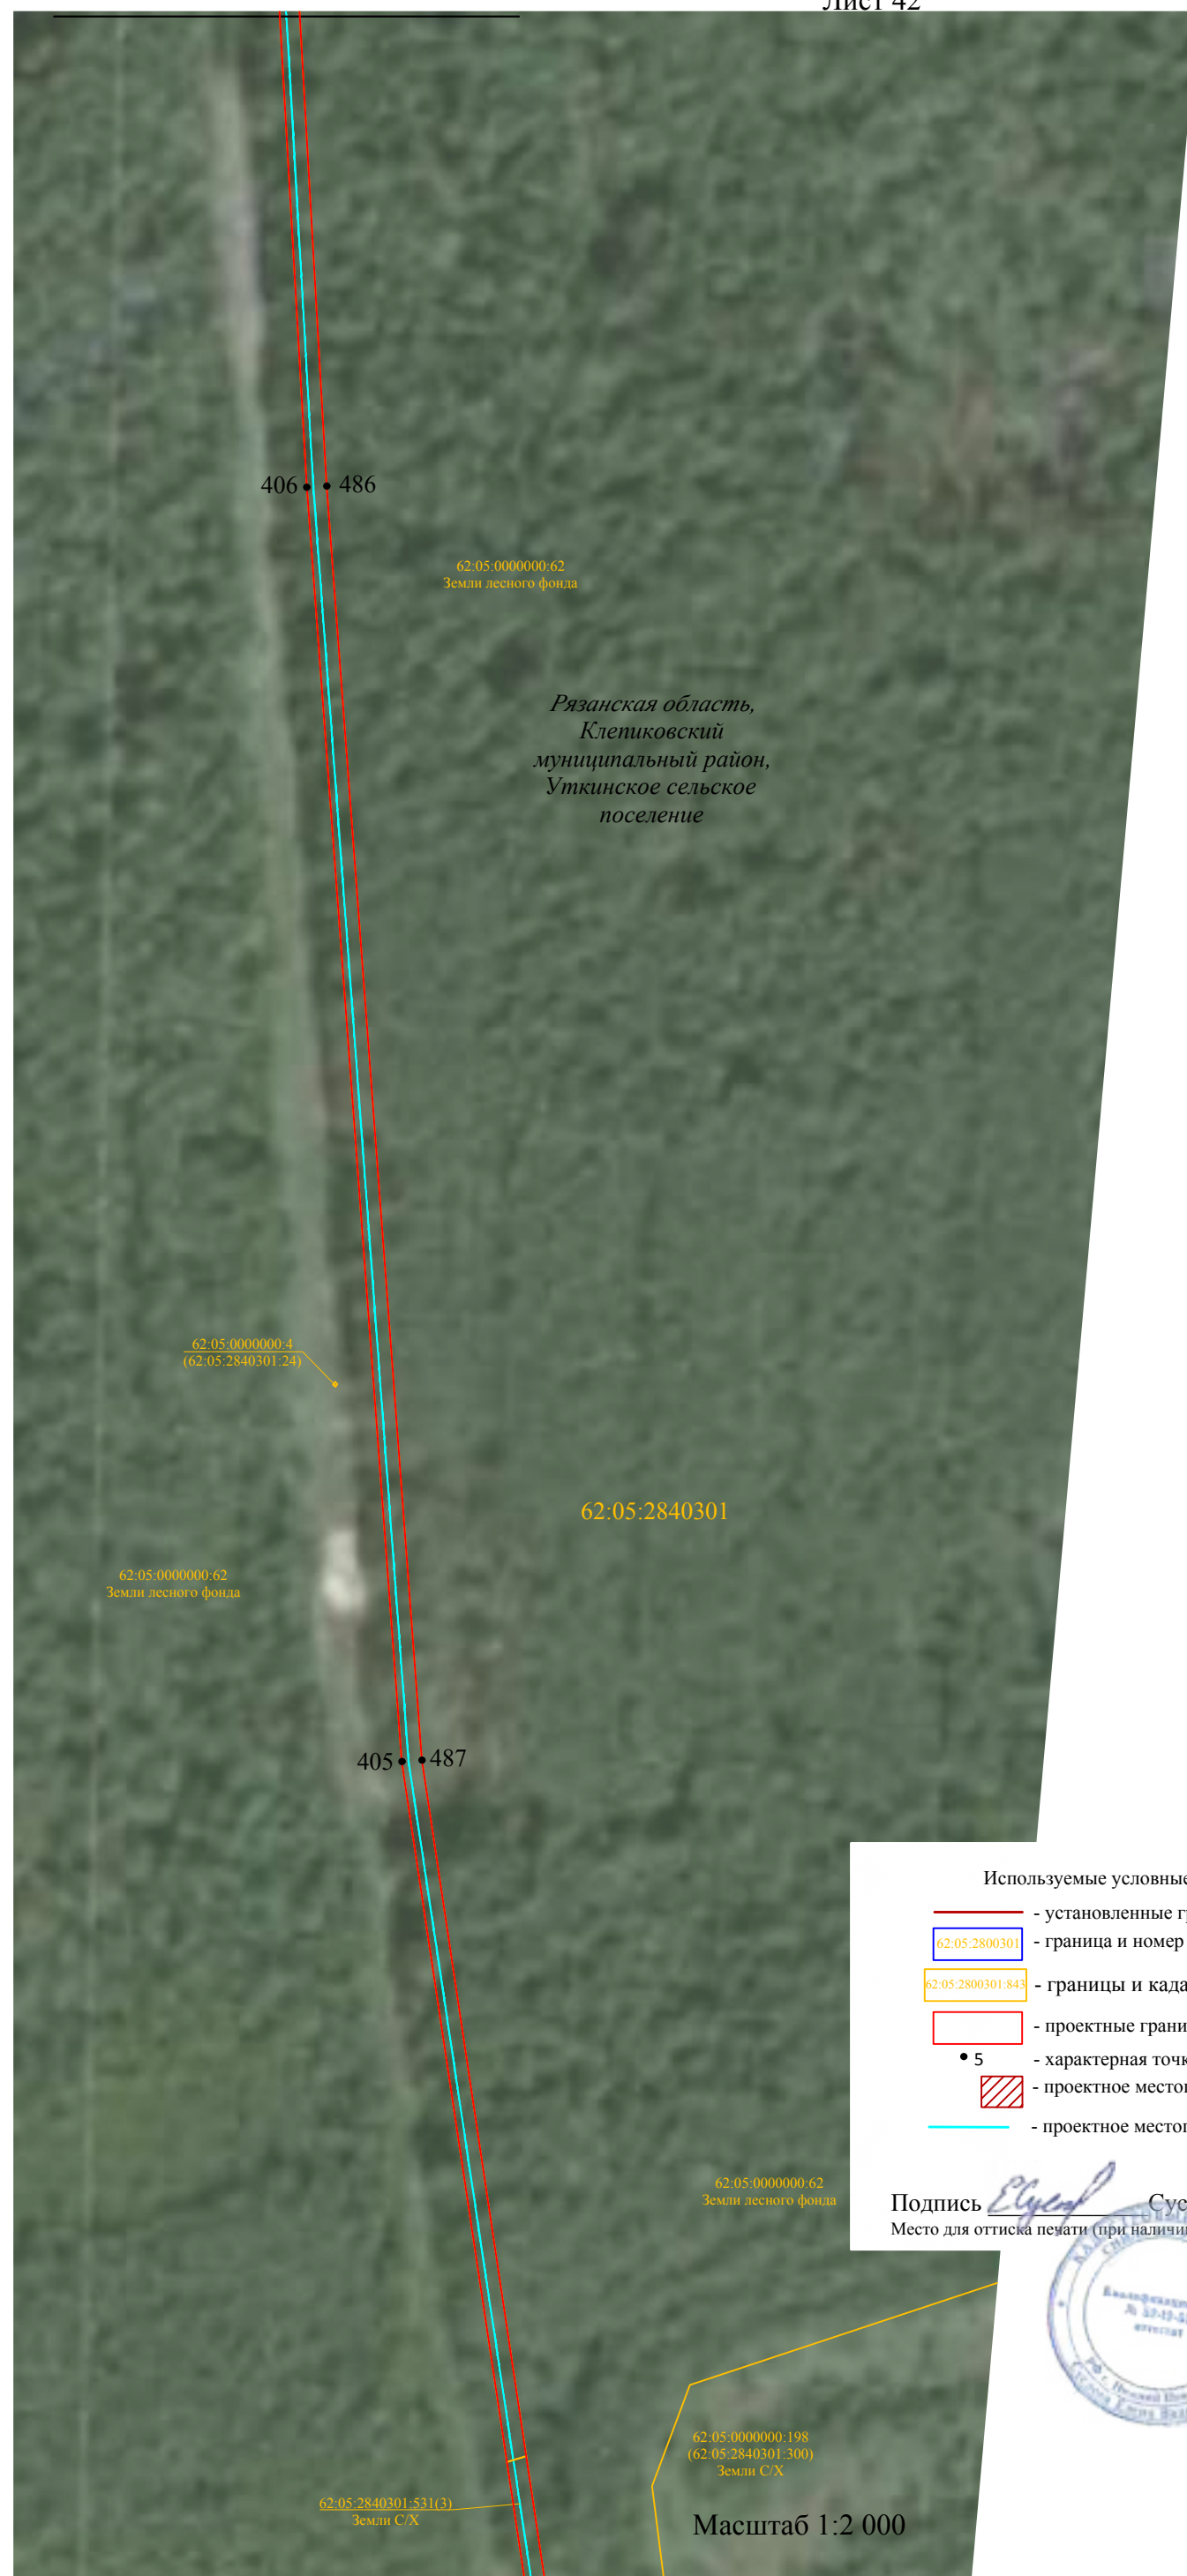 Лист 42
406
486
62:05:0000000:62
Земли лесного фонда
Рязанская область,
Клепиковский
муниципальный район,
Уткинское сельское
поселение
62:05:0000000:4
(62:05:2840301:24)
62:05:2840301
62:05:0000000:62
Земли лесного фонда
405
487
Используемые условные
- установленные г
62:05:2800301 - граница и номер
62:05:2800301:843 - границы и када
- проектные грани
5 - характерная точк
- проектное место
- проектное место
62:05:0000000:62
Земли лесного фонда
Подпись Сус
Место для оттиска печати (при наличи
62:05:0000000:198
(62:05:2840301:300)
Земли С/Х
62:05:2840301:531(3)
Земли С/Х
Масштаб 1:2 000